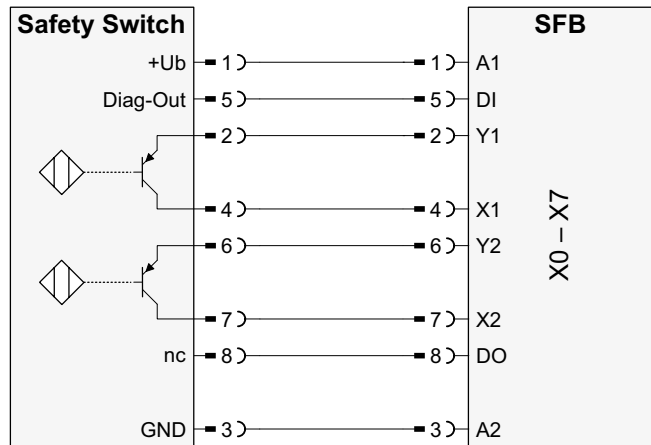 Safety Switch SFB
+Ub 1 1 A1
Diag-Out 5 5 DI
2 2 Y1
4 4 X1
6 6 Y2
7 7 X2
nc 8 8 DO
GND 3 3 A2
X0 – X7